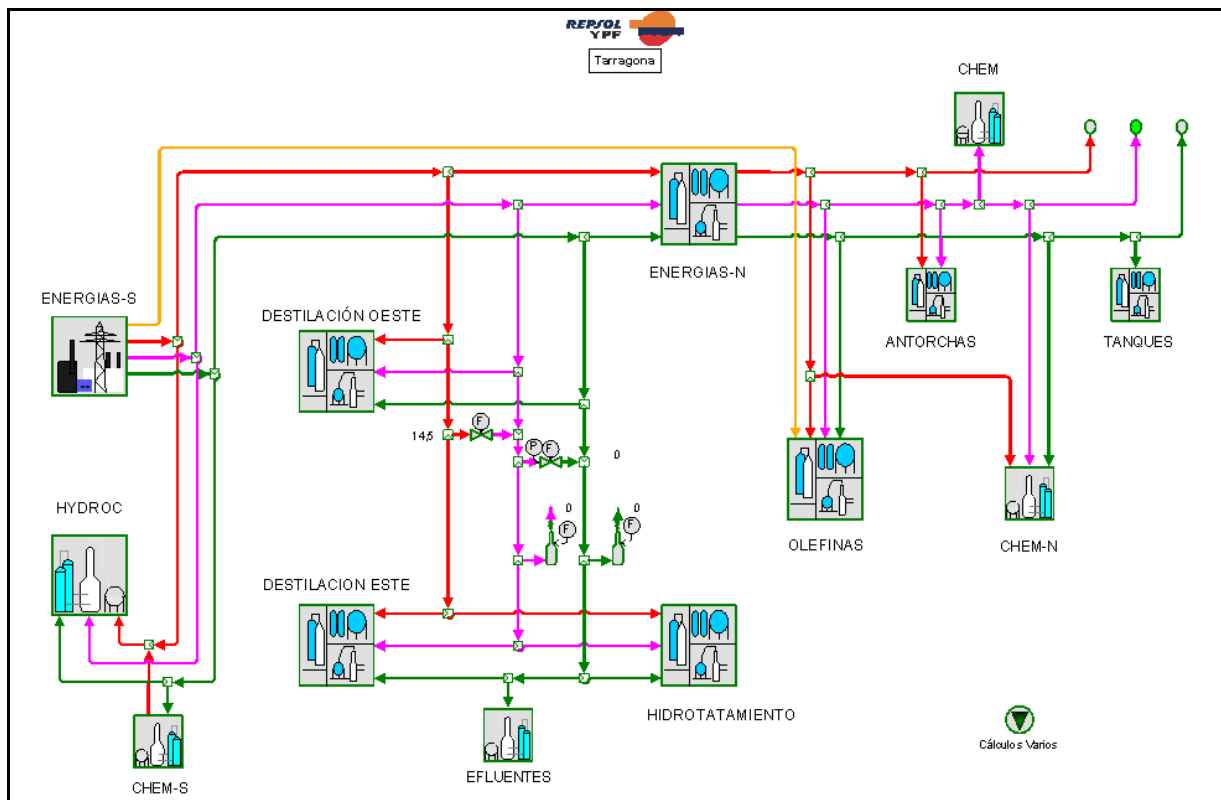 REPSOL
YPF
Tarragona
CHEM
ENERGIAS-N
ENERGIAS-S
DESTILACIÓN OESTE
ANTORCHAS
TANQUES
F
14,5
P
F
0
HYDROC
0
F
0
F
OLEFINAS
CHEM-N
DESTILACION ESTE
HIDROTATAMIENTO
EFLUENTES
CHEM-S
Cálculos Varios